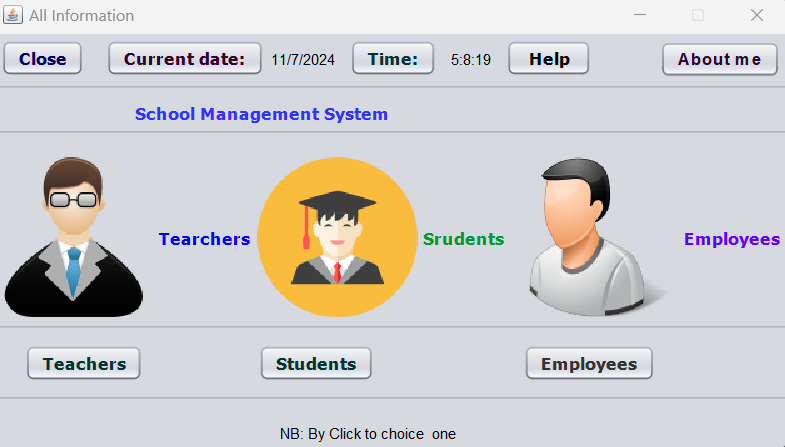 All Information
Close Current date: 11/7/2024 Time: 5:8:19 Help About me
School Management System
Tearchers Srudents Employees
Teachers Students Employees
NB: By Click to choice one